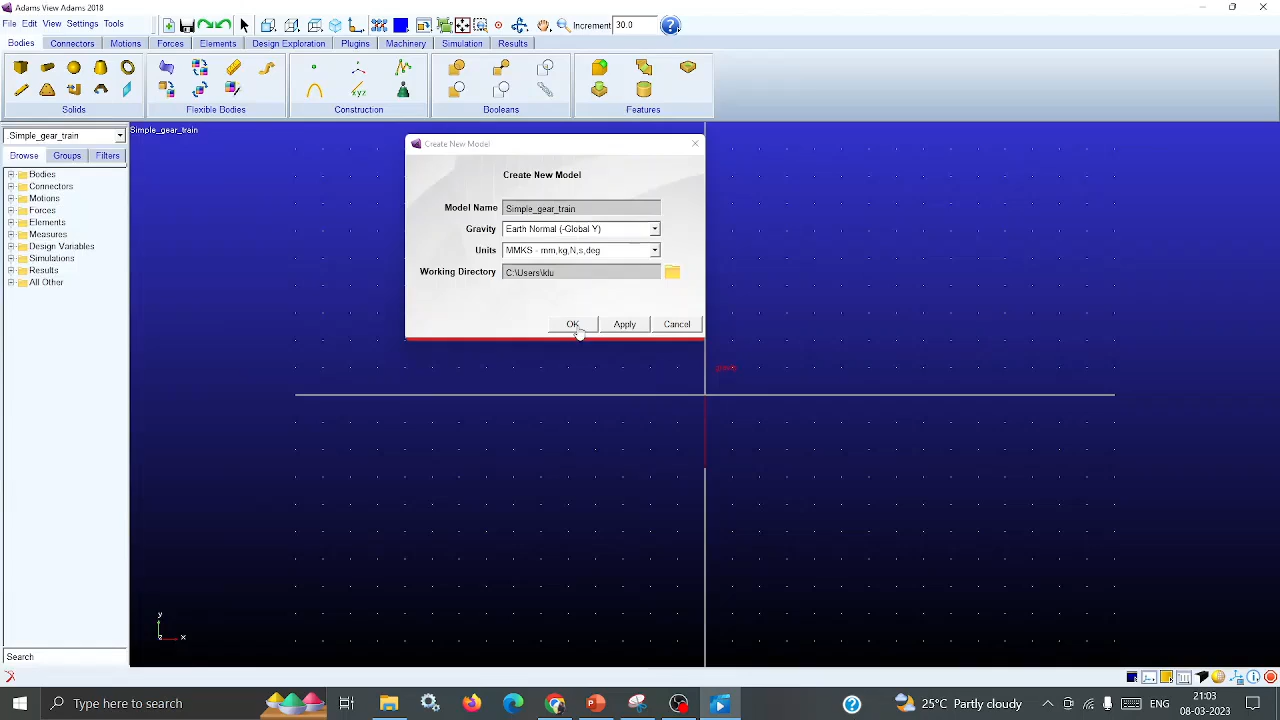 Adams View Adams 2018
File Edit View Settings Tools
Increment 30.0
Bodies Connectors Motions Forces Elements Design Exploration Plugins Machinery Simulation Results
Solids Flexible Bodies Construction Booleans Features
.Simple_gear_train
Simple_gear_train
Browse Groups Filters
Bodies
Connectors
Motions
Forces
Elements
Measures
Design Variables
Simulations
Results
All Other
Create New Model
Create New Model
Model Name Simple_gear_train
Gravity Earth Normal (-Global Y)
Units MMKS - mm,kg,N,s,deg
Working Directory C:\Users\klu
OK Apply Cancel
y
x
Search
Type here to search
25°C Partly cloudy
ENG
21:03
08-03-2023